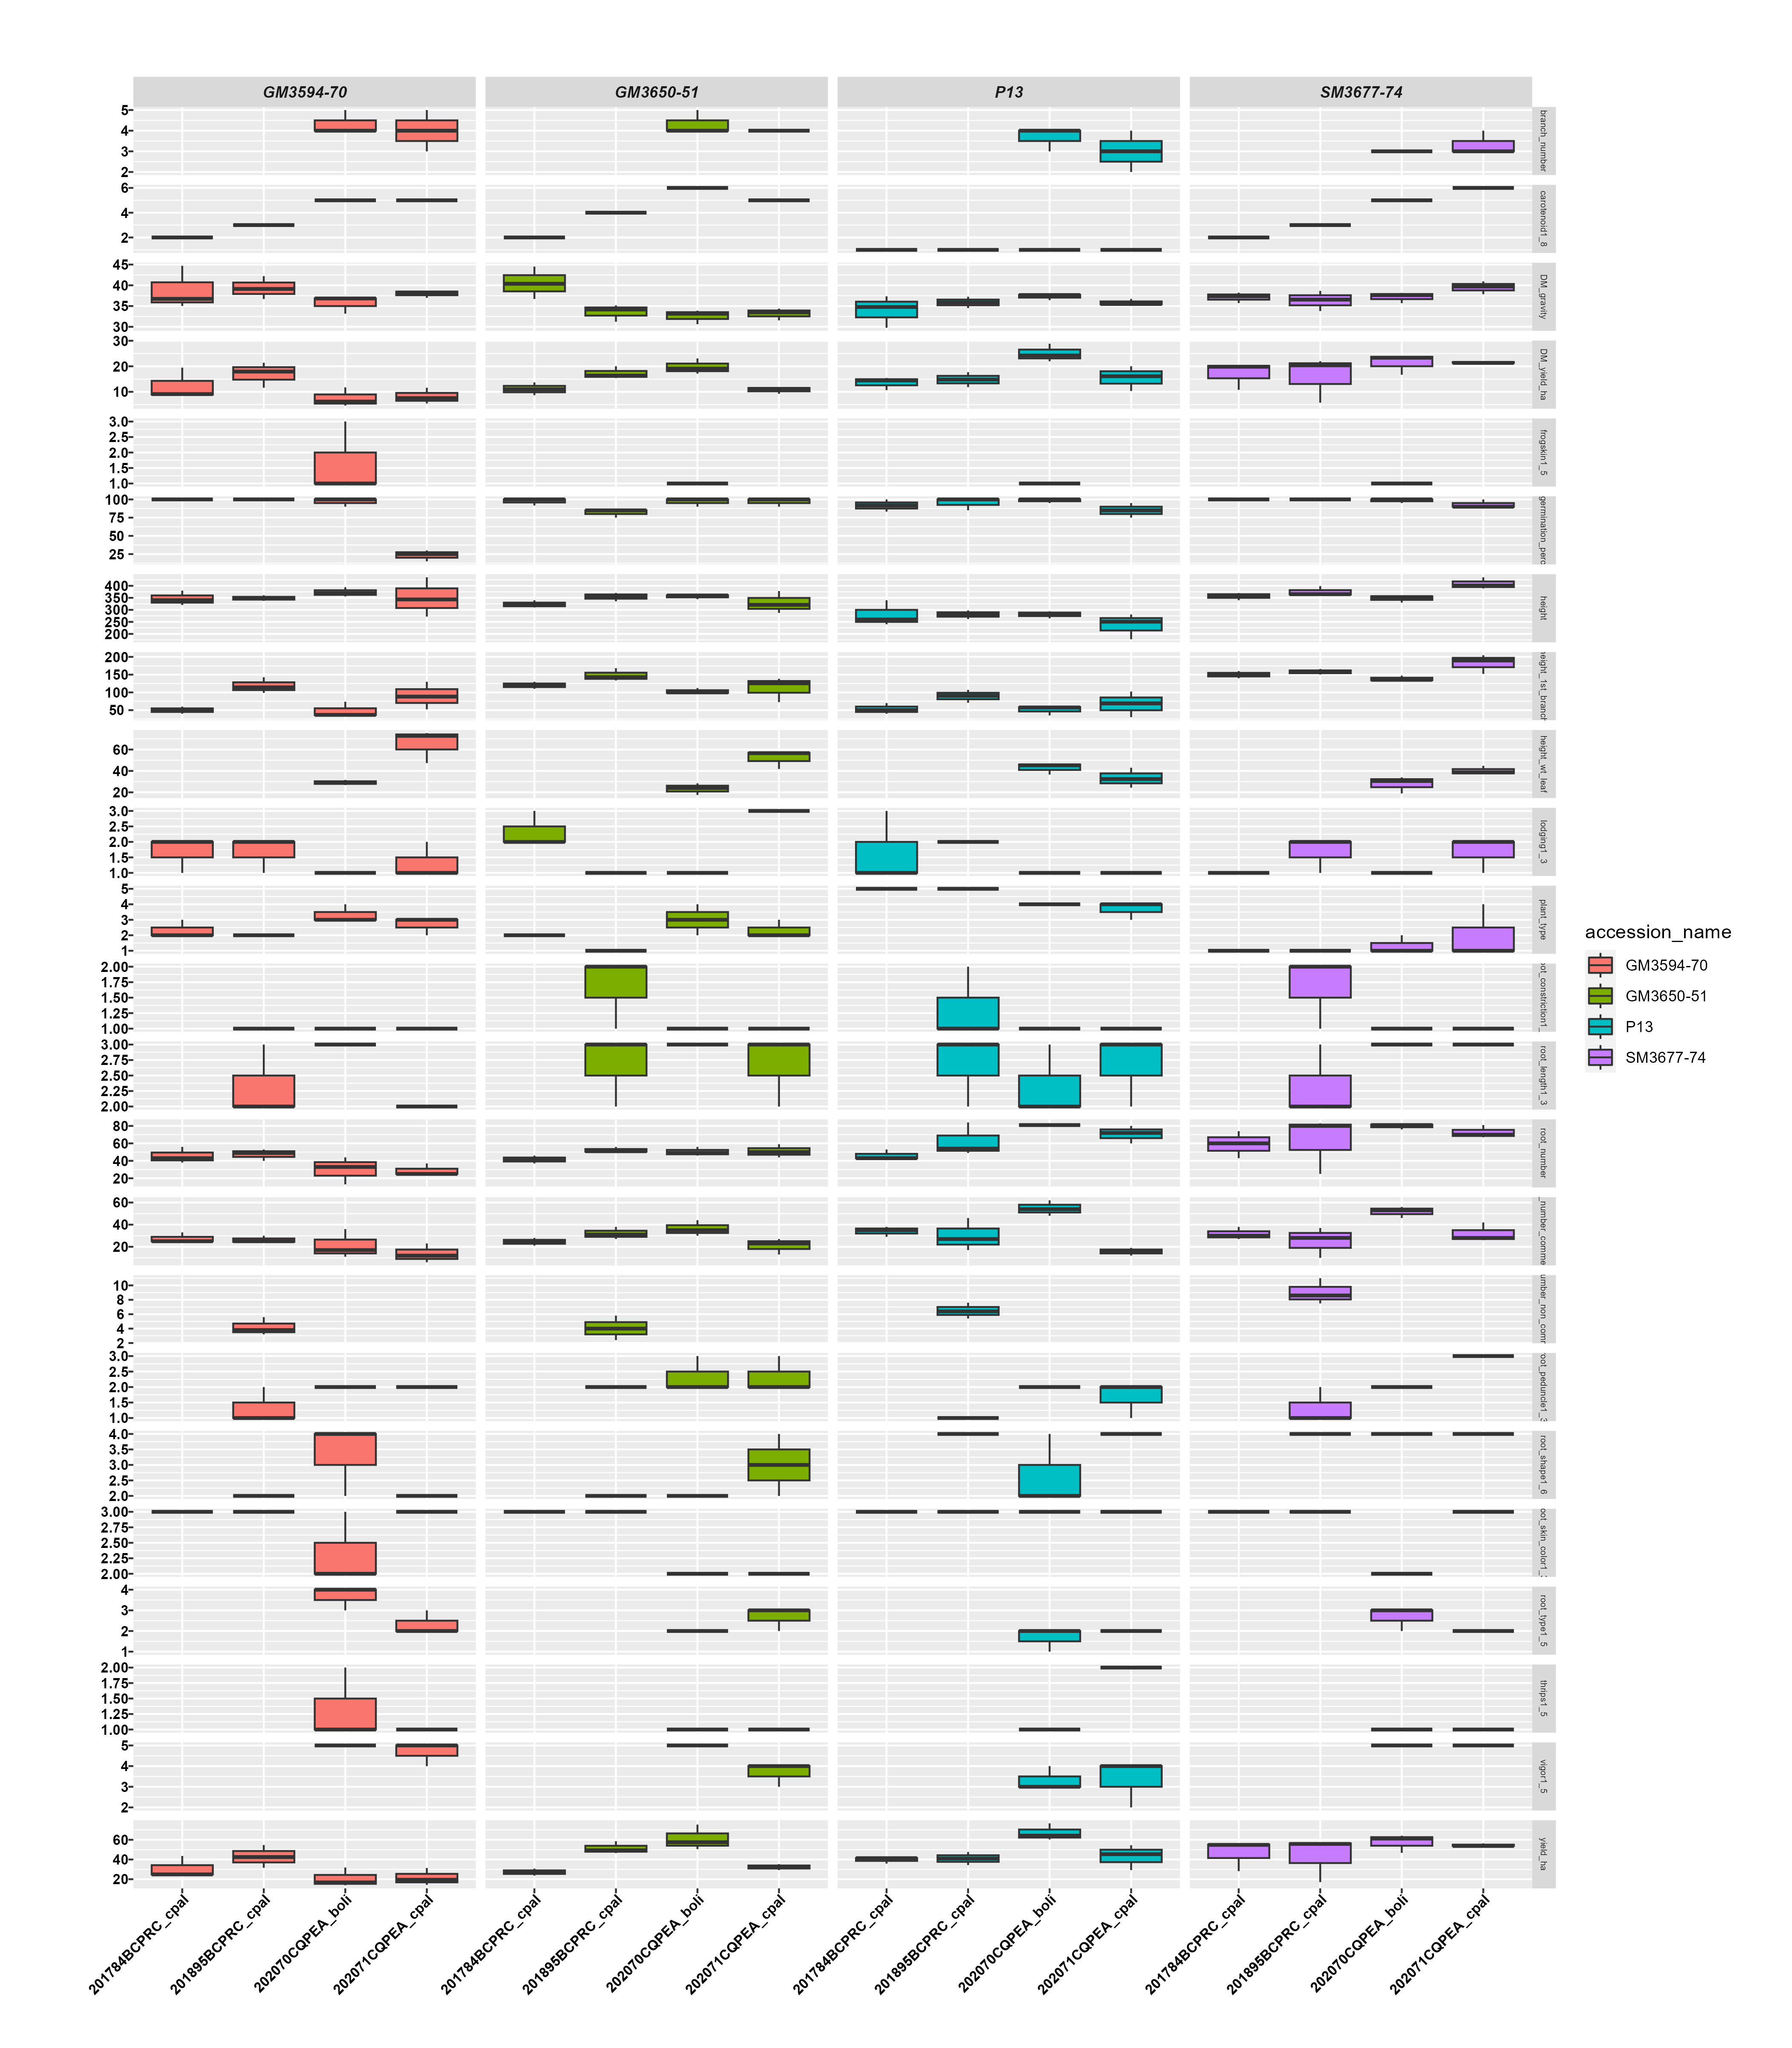 GM3594-70 GM3650-51 P13 SM3677-74
5 4 3 2 branch_number
6 4 2 carotenoid1_8
45 40 35 30 DM_gravity
30 20 10 DM_yield_ha
3.0 2.5 2.0 1.5 1.0 frogskin1_5
100 75 50 25 germination_perc
400 350 300 250 200 height
200 150 100 50 height_1st_branch
60 40 20 height_wt_leaf
3.0 2.5 2.0 1.5 1.0 lodging1_3
5 4 3 2 1 plant_type
2.00 1.75 1.50 1.25 1.00 oot_constriction1_
3.00 2.75 2.50 2.25 2.00 root_length1_3
80 60 40 20 root_number
60 40 20 _number_comme
10 8 6 4 2 umber_non_com
3.0 2.5 2.0 1.5 1.0 root_peduncle1_3
4.0 3.5 3.0 2.5 2.0 root_shape1_6
3.00 2.75 2.50 2.25 2.00 oot_skin_color1_
4 3 2 1 root_type1_5
2.00 1.75 1.50 1.25 1.00 thrips1_5
5 4 3 2 vigor1_5
60 40 20 yield_ha
201784BCPRC_cpal 201895BCPRC_cpal 202070CQPEA_boli 202071CQPEA_cpal 201784BCPRC_cpal 201895BCPRC_cpal 202070CQPEA_boli 202071CQPEA_cpal 201784BCPRC_cpal 201895BCPRC_cpal 202070CQPEA_boli 202071CQPEA_cpal 201784BCPRC_cpal 201895BCPRC_cpal 202070CQPEA_boli 202071CQPEA_cpal
accession_name
GM3594-70
GM3650-51
P13
SM3677-74